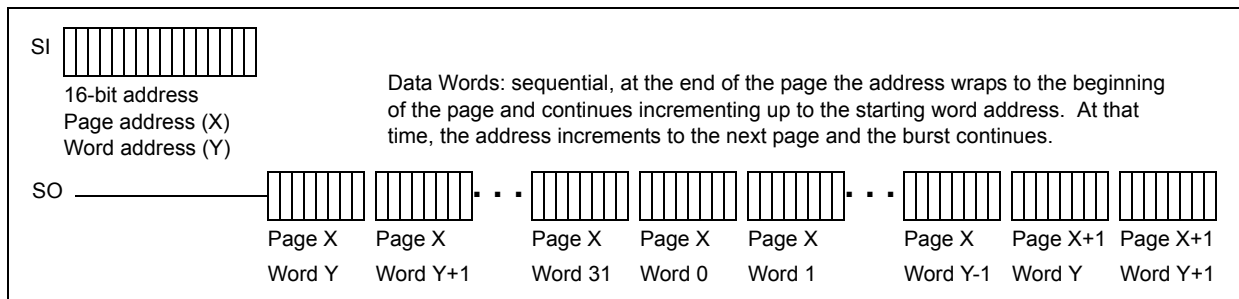 SI
16-bit address
Page address (X)
Word address (Y)
Data Words: sequential, at the end of the page the address wraps to the beginning
of the page and continues incrementing up to the starting word address. At that
time, the address increments to the next page and the burst continues.
SO
Page X Page X Page X Page X Page X Page X Page X+1 Page X+1
Word Y Word Y+1 Word 31 Word 0 Word 1 Word Y-1 Word Y Word Y+1